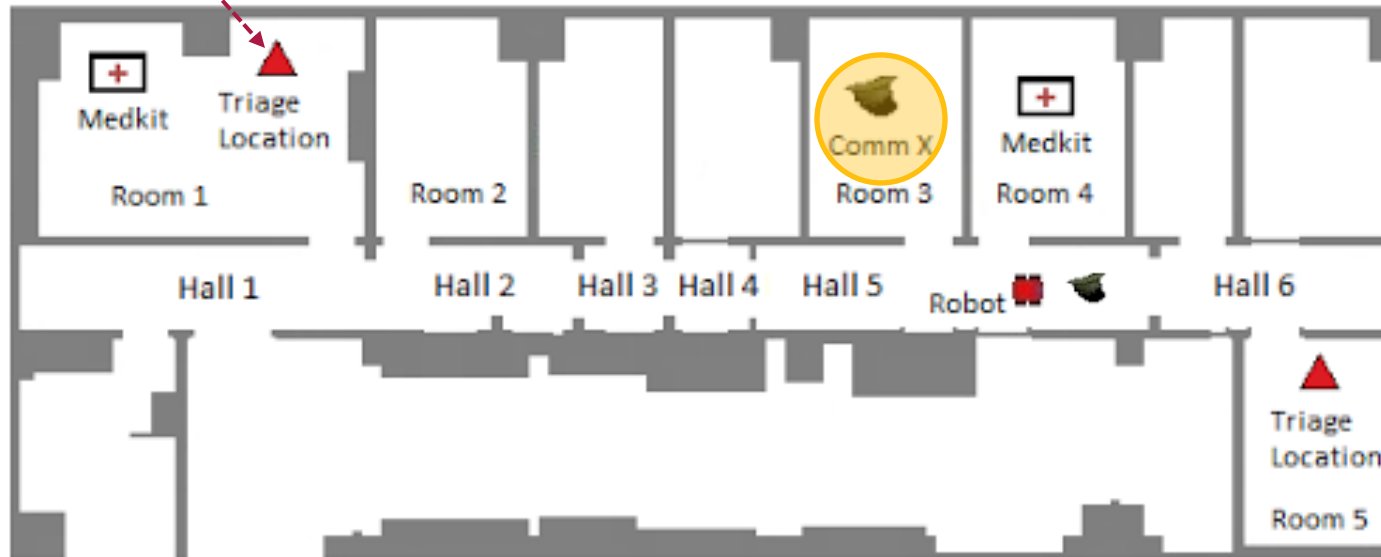 Medkit
Triage
Location
Room 1
Room 2
Comm X
Room 3
Medkit
Room 4
Hall 1
Hall 2
Hall 3
Hall 4
Hall 5
Robot
Hall 6
Triage
Location
Room 5